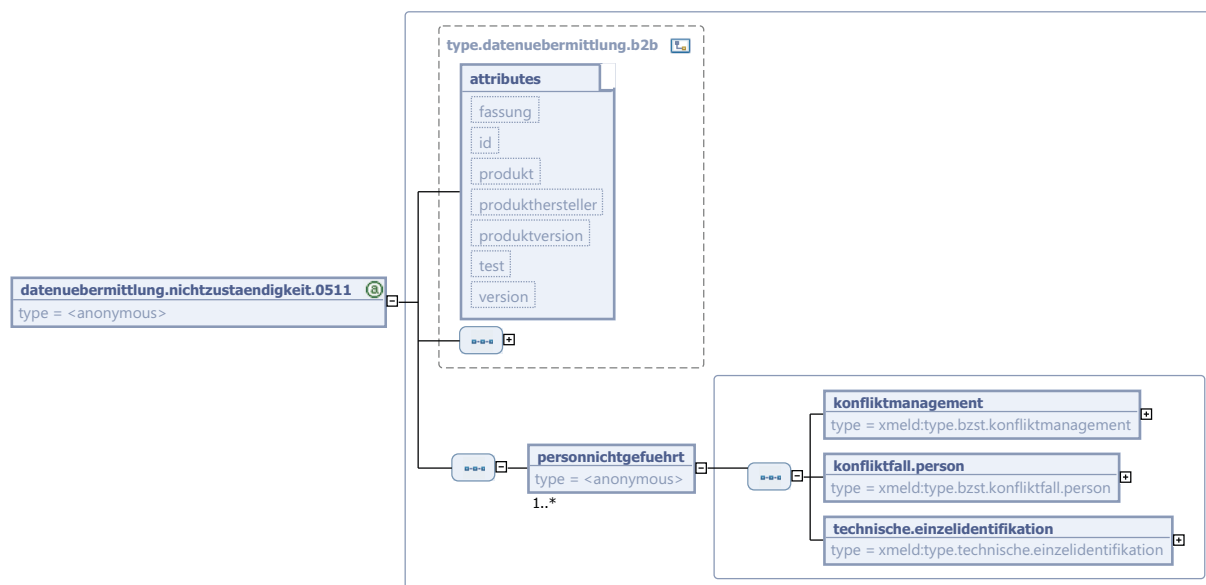 type.datenuebermittlung.b2b
attributes
fassung
id
produkt
produkthersteller
produktversion
test
version
datenuebermittlung.nichtzustaendigkeit.0511 a
type = <anonymous>
personnichtgefuehrt
type = <anonymous>
1..*
konfliktmanagement
type = xmeld:type.bzst.konfliktmanagement
konfliktfall.person
type = xmeld:type.bzst.konfliktfall.person
technische.einzelidentifikation
type = xmeld:type.technische.einzelidentifikation